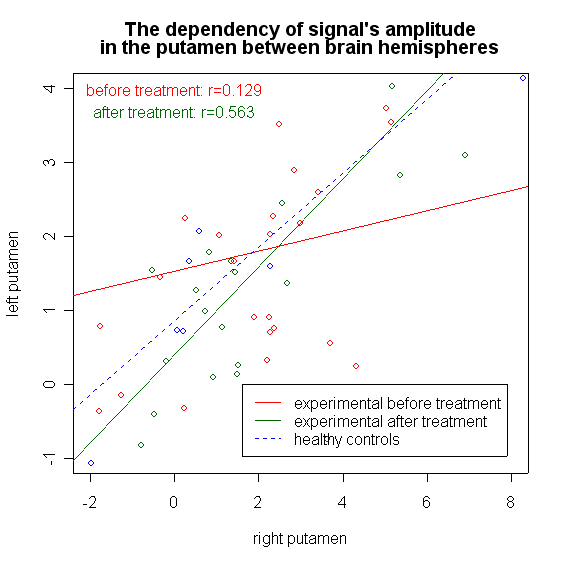 The dependency of signal's amplitude
in the putamen between brain hemispheres
before treatment: r=0.129
after treatment: r=0.563
left putamen
4
3
2
1
0
-1
experimental before treatment
experimental after treatment
healthy controls
-2 0 2 4 6 8
right putamen